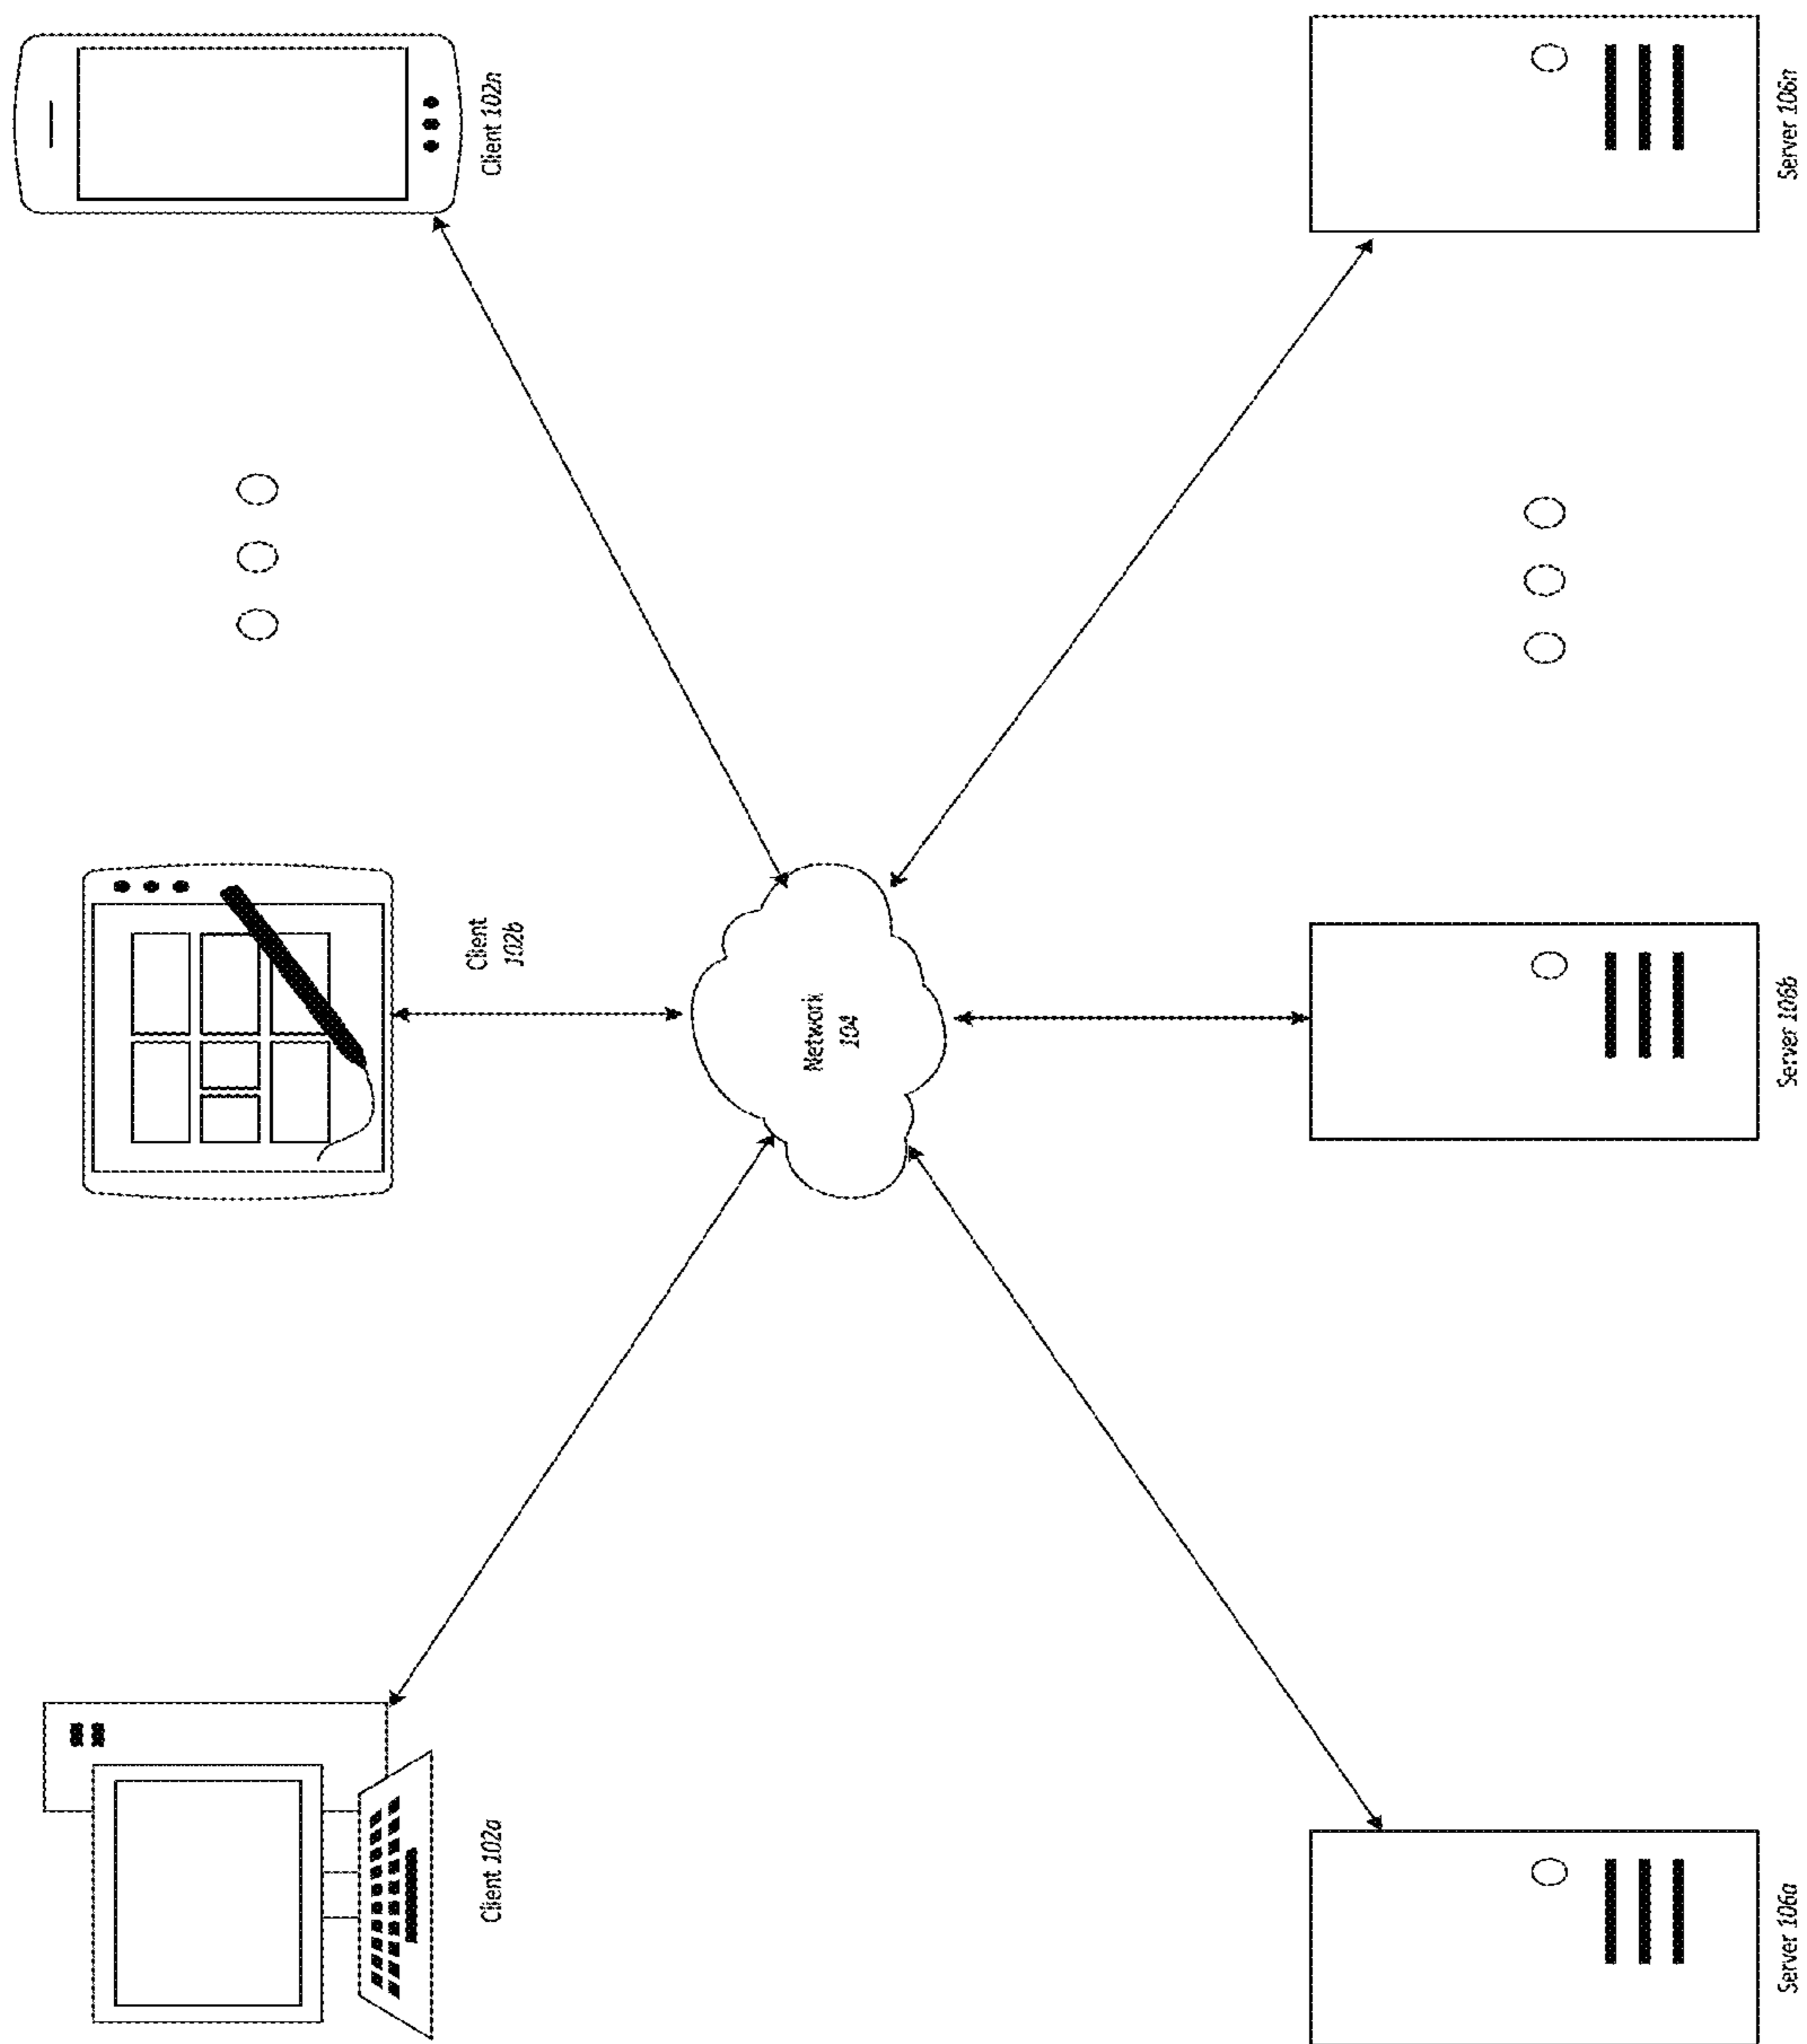 Client 102a
Client
102b
Client 102n
Network
104
Server 106a
Server 106b
Server 106n